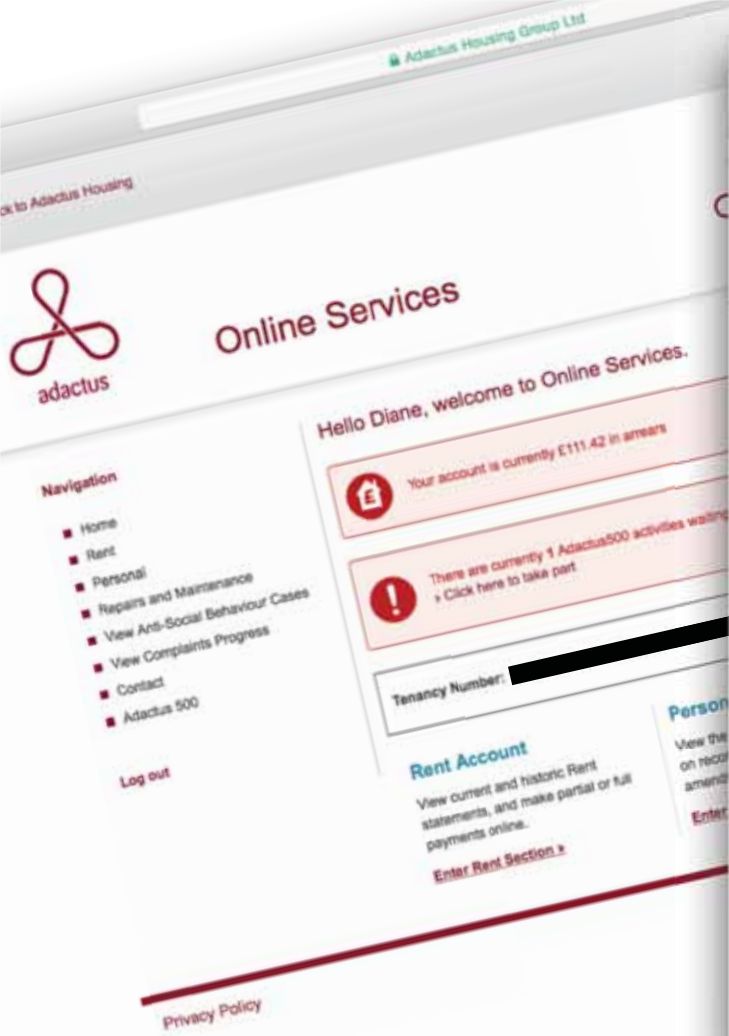 Adactus Housing Group Ltd
to Adactus Housing
adactus
Online Services
Hello Diane, welcome to Online Services.
Your account is currently £111.42 in arrears
There are currently 1 Adactus500 activities waiting
» Click here to take part
Tenancy Number:
Navigation
Home
Rent
Personal
Repairs and Maintenance
View Anti-Social Behaviour Cases
View Complaints Progress
Contact
Adactus 500
Log out
Rent Account
View current and historic Rent
statements, and make partial or full
payments online.
Enter Rent Section »
View the
Enter
Privacy Policy